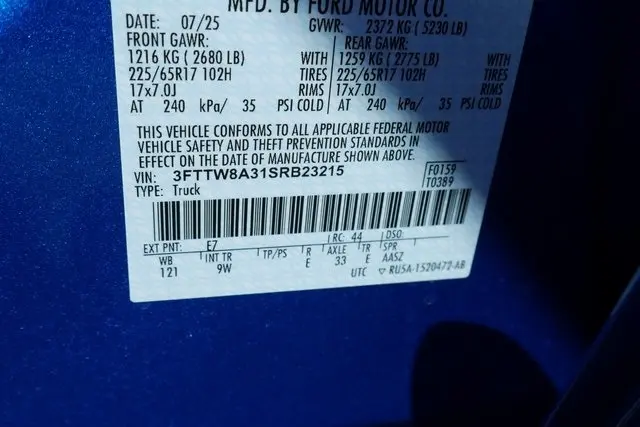 MFD. BY FORD MOTOR CO.
DATE: 07/25 GVWR: 2372 KG ( 5230 LB)
FRONT GAWR: REAR GAWR:
1216 KG ( 2680 LB) WITH 1259 KG ( 2775 LB) WITH
225/65R17 102H TIRES 225/65R17 102H TIRES
17x7.0J RIMS 17x7.0J RIMS
AT 240 kPa/ 35 PSI COLD AT 240 kPa/ 35 PSI COLD
THIS VEHICLE CONFORMS TO ALL APPLICABLE FEDERAL MOTOR
VEHICLE SAFETY AND THEFT PREVENTION STANDARDS IN
EFFECT ON THE DATE OF MANUFACTURE SHOWN ABOVE.
VIN: 3FTTW8A31SRB23215
TYPE: Truck
F0159
T0389
EXT PNT: E7 RC: 44 DSO:
WB INT TR TP/PS R AXLE TR SPR
121 9W E 33 E AASZ
UTC RU5A-1520472-AB